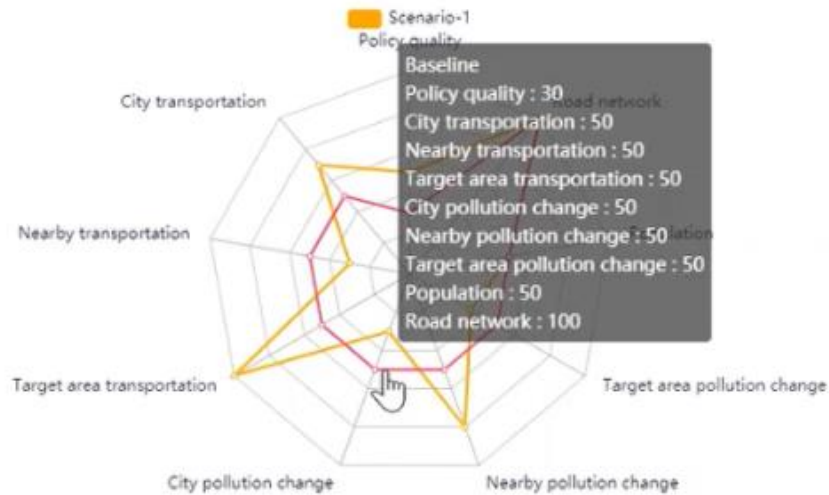 Scenario-1
Policy quality
Baseline
Policy quality : 30
City transportation : 50
Nearby transportation : 50
Target area transportation : 50
City pollution change : 50
Nearby pollution change : 50
Target area pollution change : 50
Population : 50
Road network : 100
City transportation
Road network
Nearby transportation
Population
Target area transportation
Target area pollution change
City pollution change
Nearby pollution change